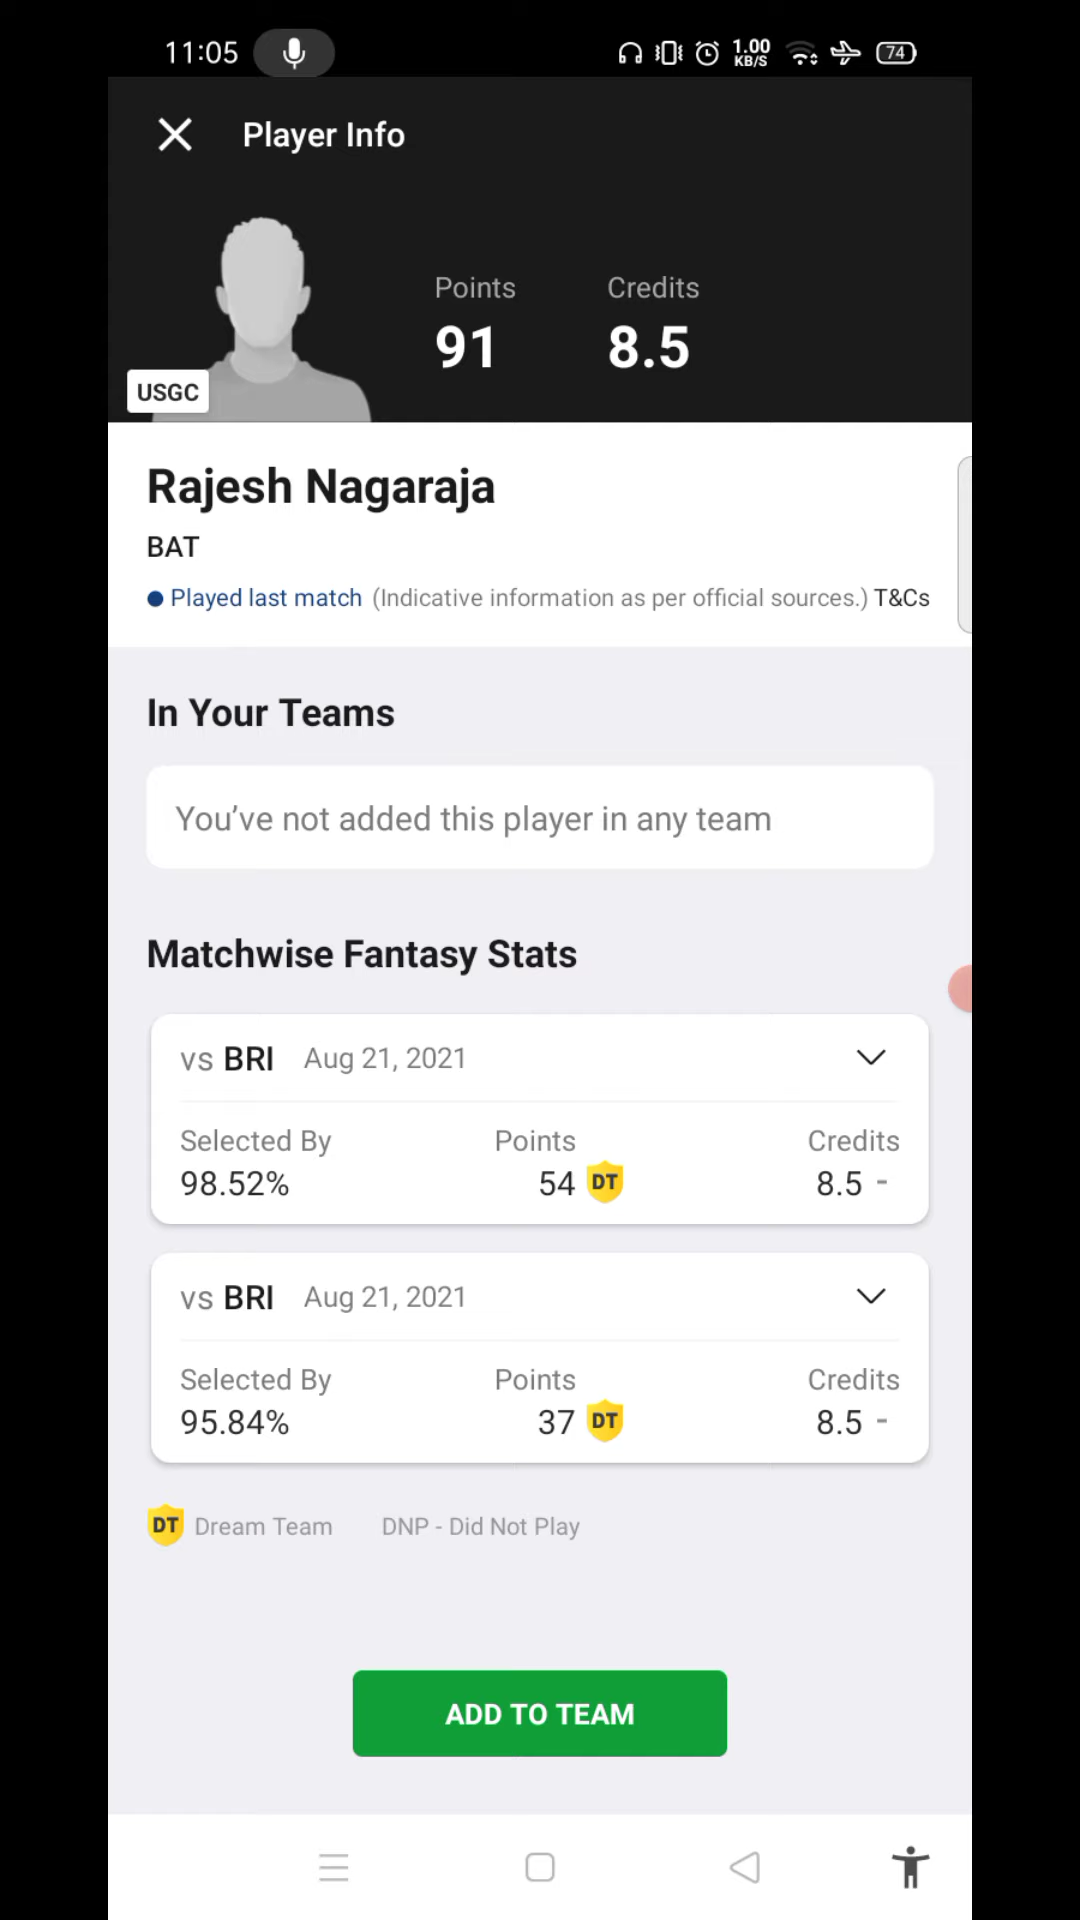 11:05
1.00
KB/S
74
Player Info
Points
Credits
91
8.5
USGC
Rajesh Nagaraja
BAT
Played last match (Indicative information as per official sources.) T&Cs
In Your Teams
You’ve not added this player in any team
Matchwise Fantasy Stats
vs BRI Aug 21, 2021
Selected By Points Credits
98.52% 54 DT 8.5 -
vs BRI Aug 21, 2021
Selected By Points Credits
95.84% 37 DT 8.5 -
DT Dream Team DNP - Did Not Play
ADD TO TEAM